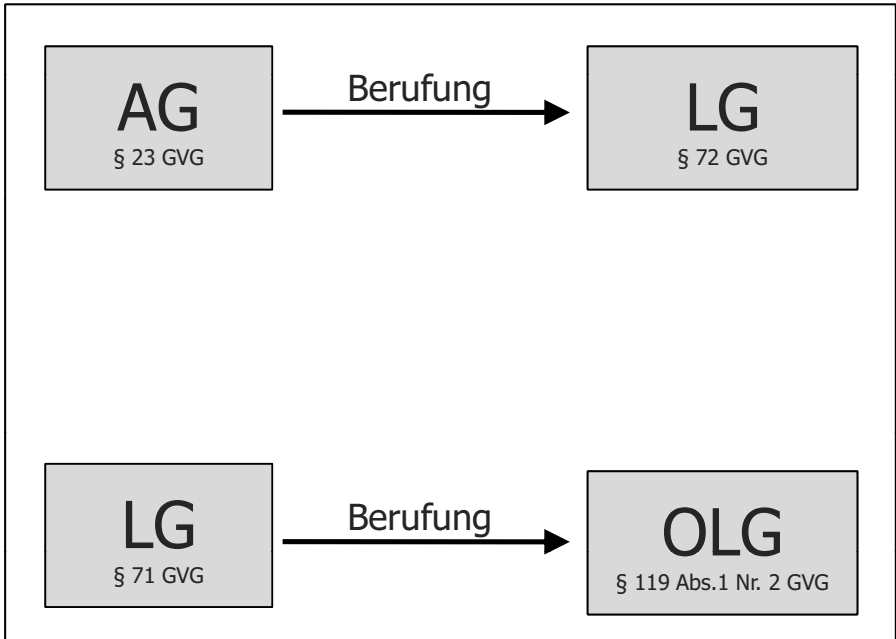 AG
§ 23 GVG
Berufung
LG
§ 72 GVG
LG
§ 71 GVG
Berufung
OLG
§ 119 Abs.1 Nr. 2 GVG